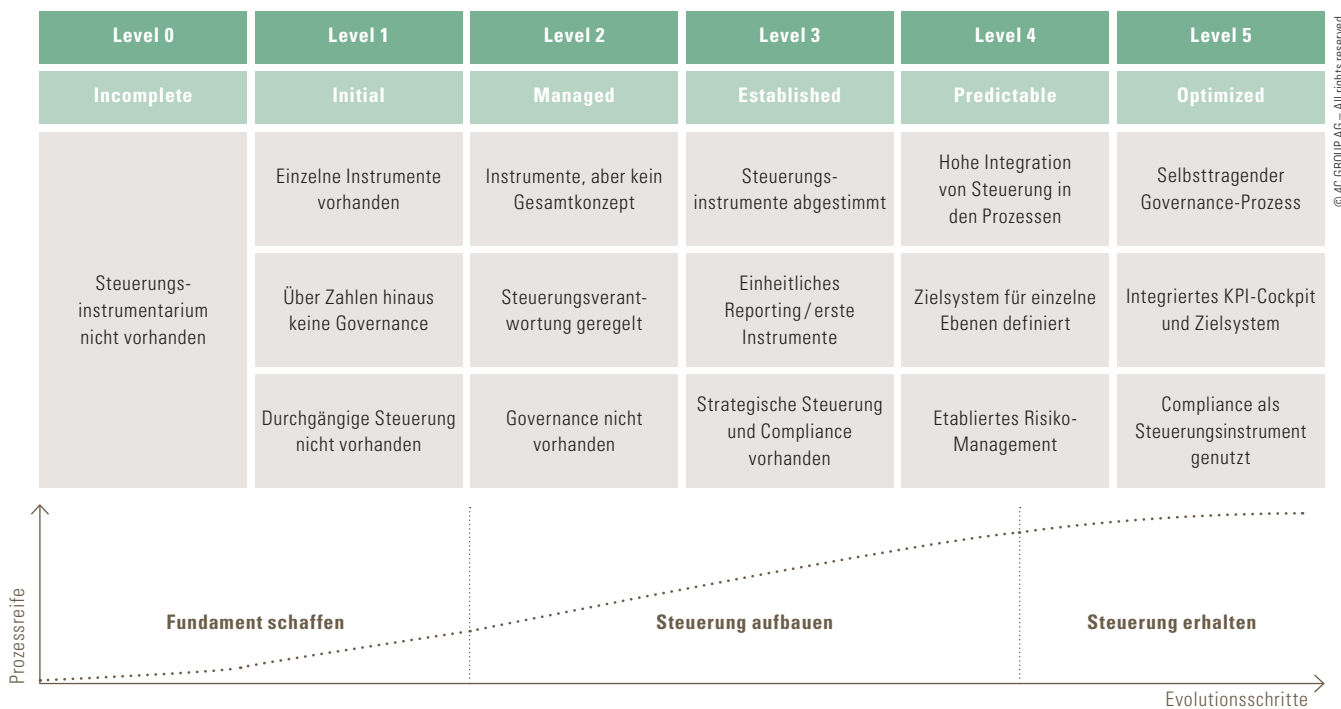 Level 0
Level 1
Level 2
Level 3
Level 4
Level 5
Incomplete
Initial
Managed
Established
Predictable
Optimized
Steuerungs-
instrumentarium
nicht vorhanden
Einzelne Instrumente
vorhanden
Instrumente, aber kein
Gesamtkonzept
Steuerungs-
instrumente abgestimmt
Hohe Integration
von Steuerung in
den Prozessen
Selbsttragender
Governance-Prozess
Über Zahlen hinaus
keine Governance
Steuerungsverant-
wortung geregelt
Einheitliches
Reporting / erste
Instrumente
Zielsystem für einzelne
Ebenen definiert
Integriertes KPI-Cockpit
und Zielsystem
Durchgängige Steuerung
nicht vorhanden
Governance nicht
vorhanden
Strategische Steuerung
und Compliance
vorhanden
Etabliertes Risiko-
Management
Compliance als
Steuerungsinstrument
genutzt
© AC GROUP AG – All rights reserved
Prozessreife
Fundament schaffen
Steuerung aufbauen
Steuerung erhalten
Evolutionsschritte